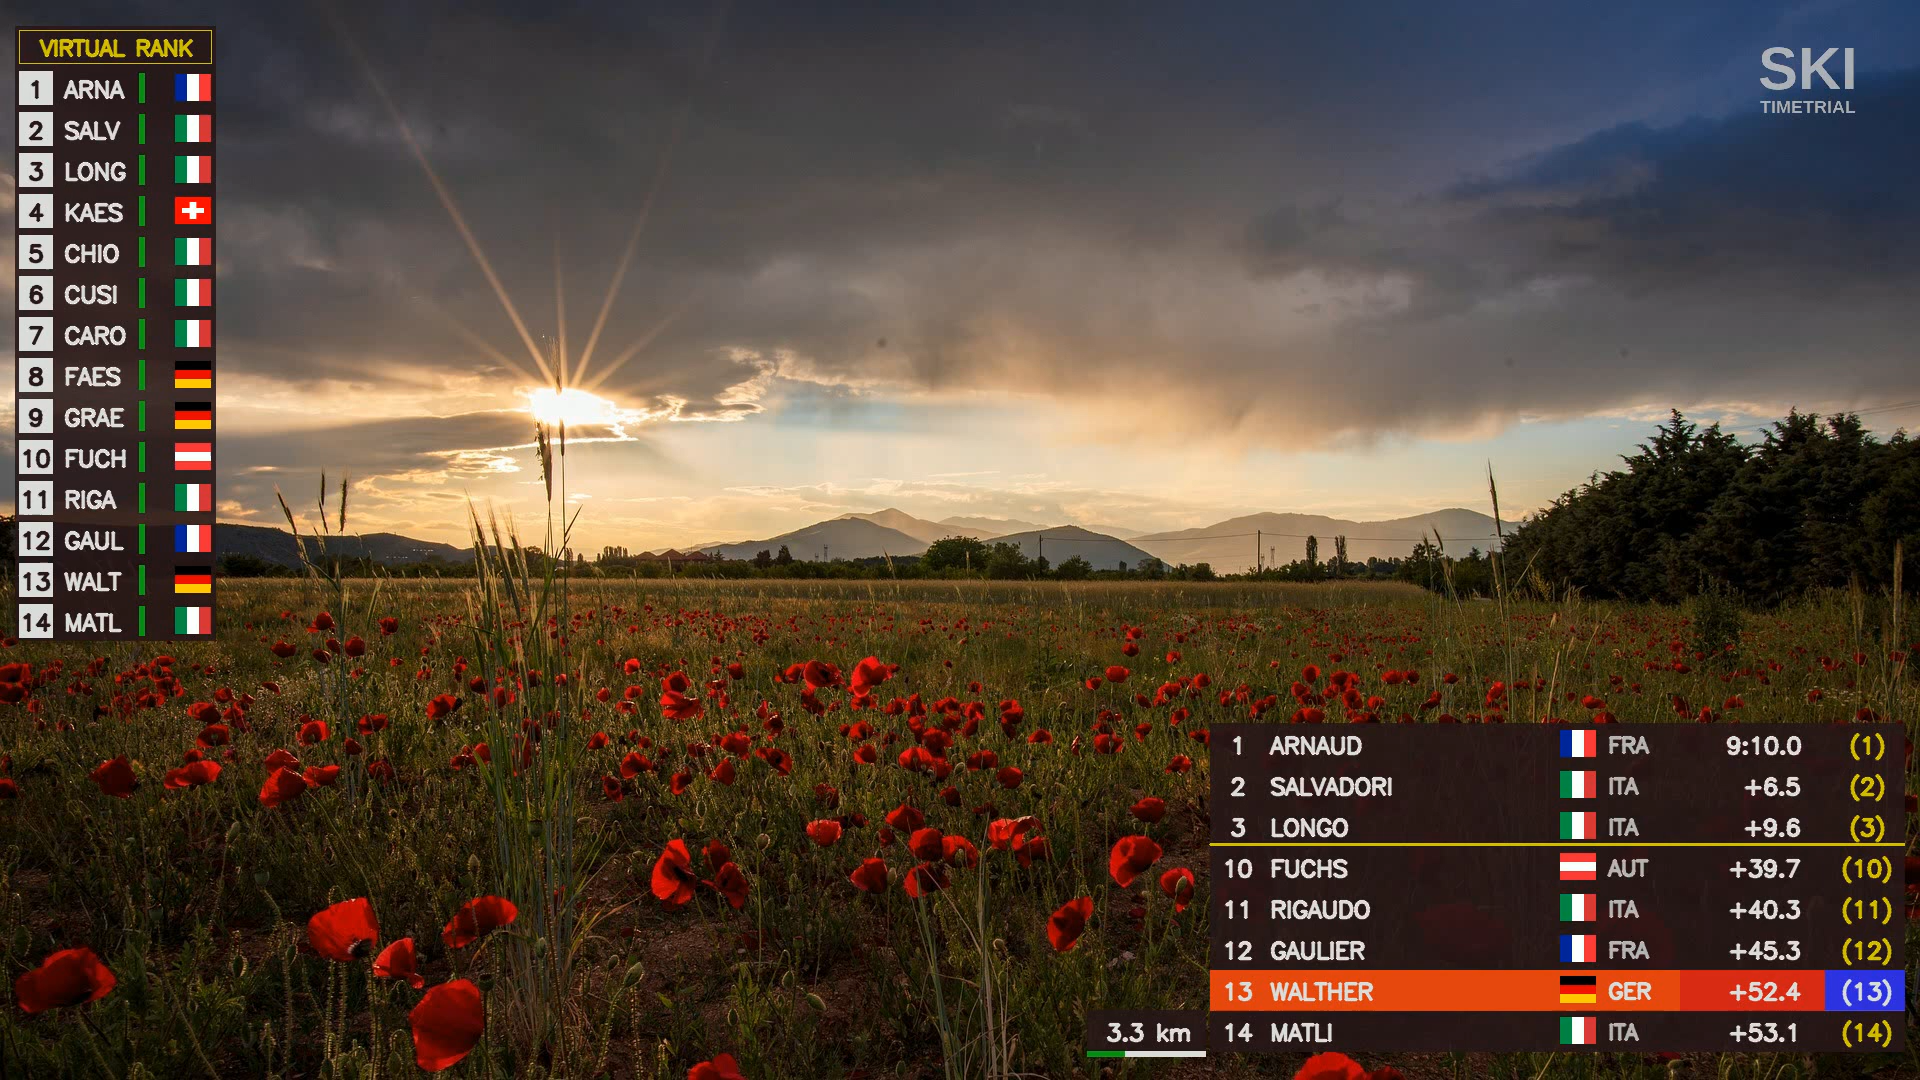 VIRTUAL RANK
1 ARNA
2 SALV
3 LONG
4 KAES
5 CHIO
6 CUSI
7 CARO
8 FAES
9 GRAE
10 FUCH
11 RIGA
12 GAUL
13 WALT
14 MATL
SKI
TIMETRIAL
1 ARNAUD FRA 9:10.0 (1)
2 SALVADORI ITA +6.5 (2)
3 LONGO ITA +9.6 (3)
10 FUCHS AUT +39.7 (10)
11 RIGAUDO ITA +40.3 (11)
12 GAULIER FRA +45.3 (12)
13 WALTHER GER +52.4 (13)
14 MATLI ITA +53.1 (14)
3.3 km